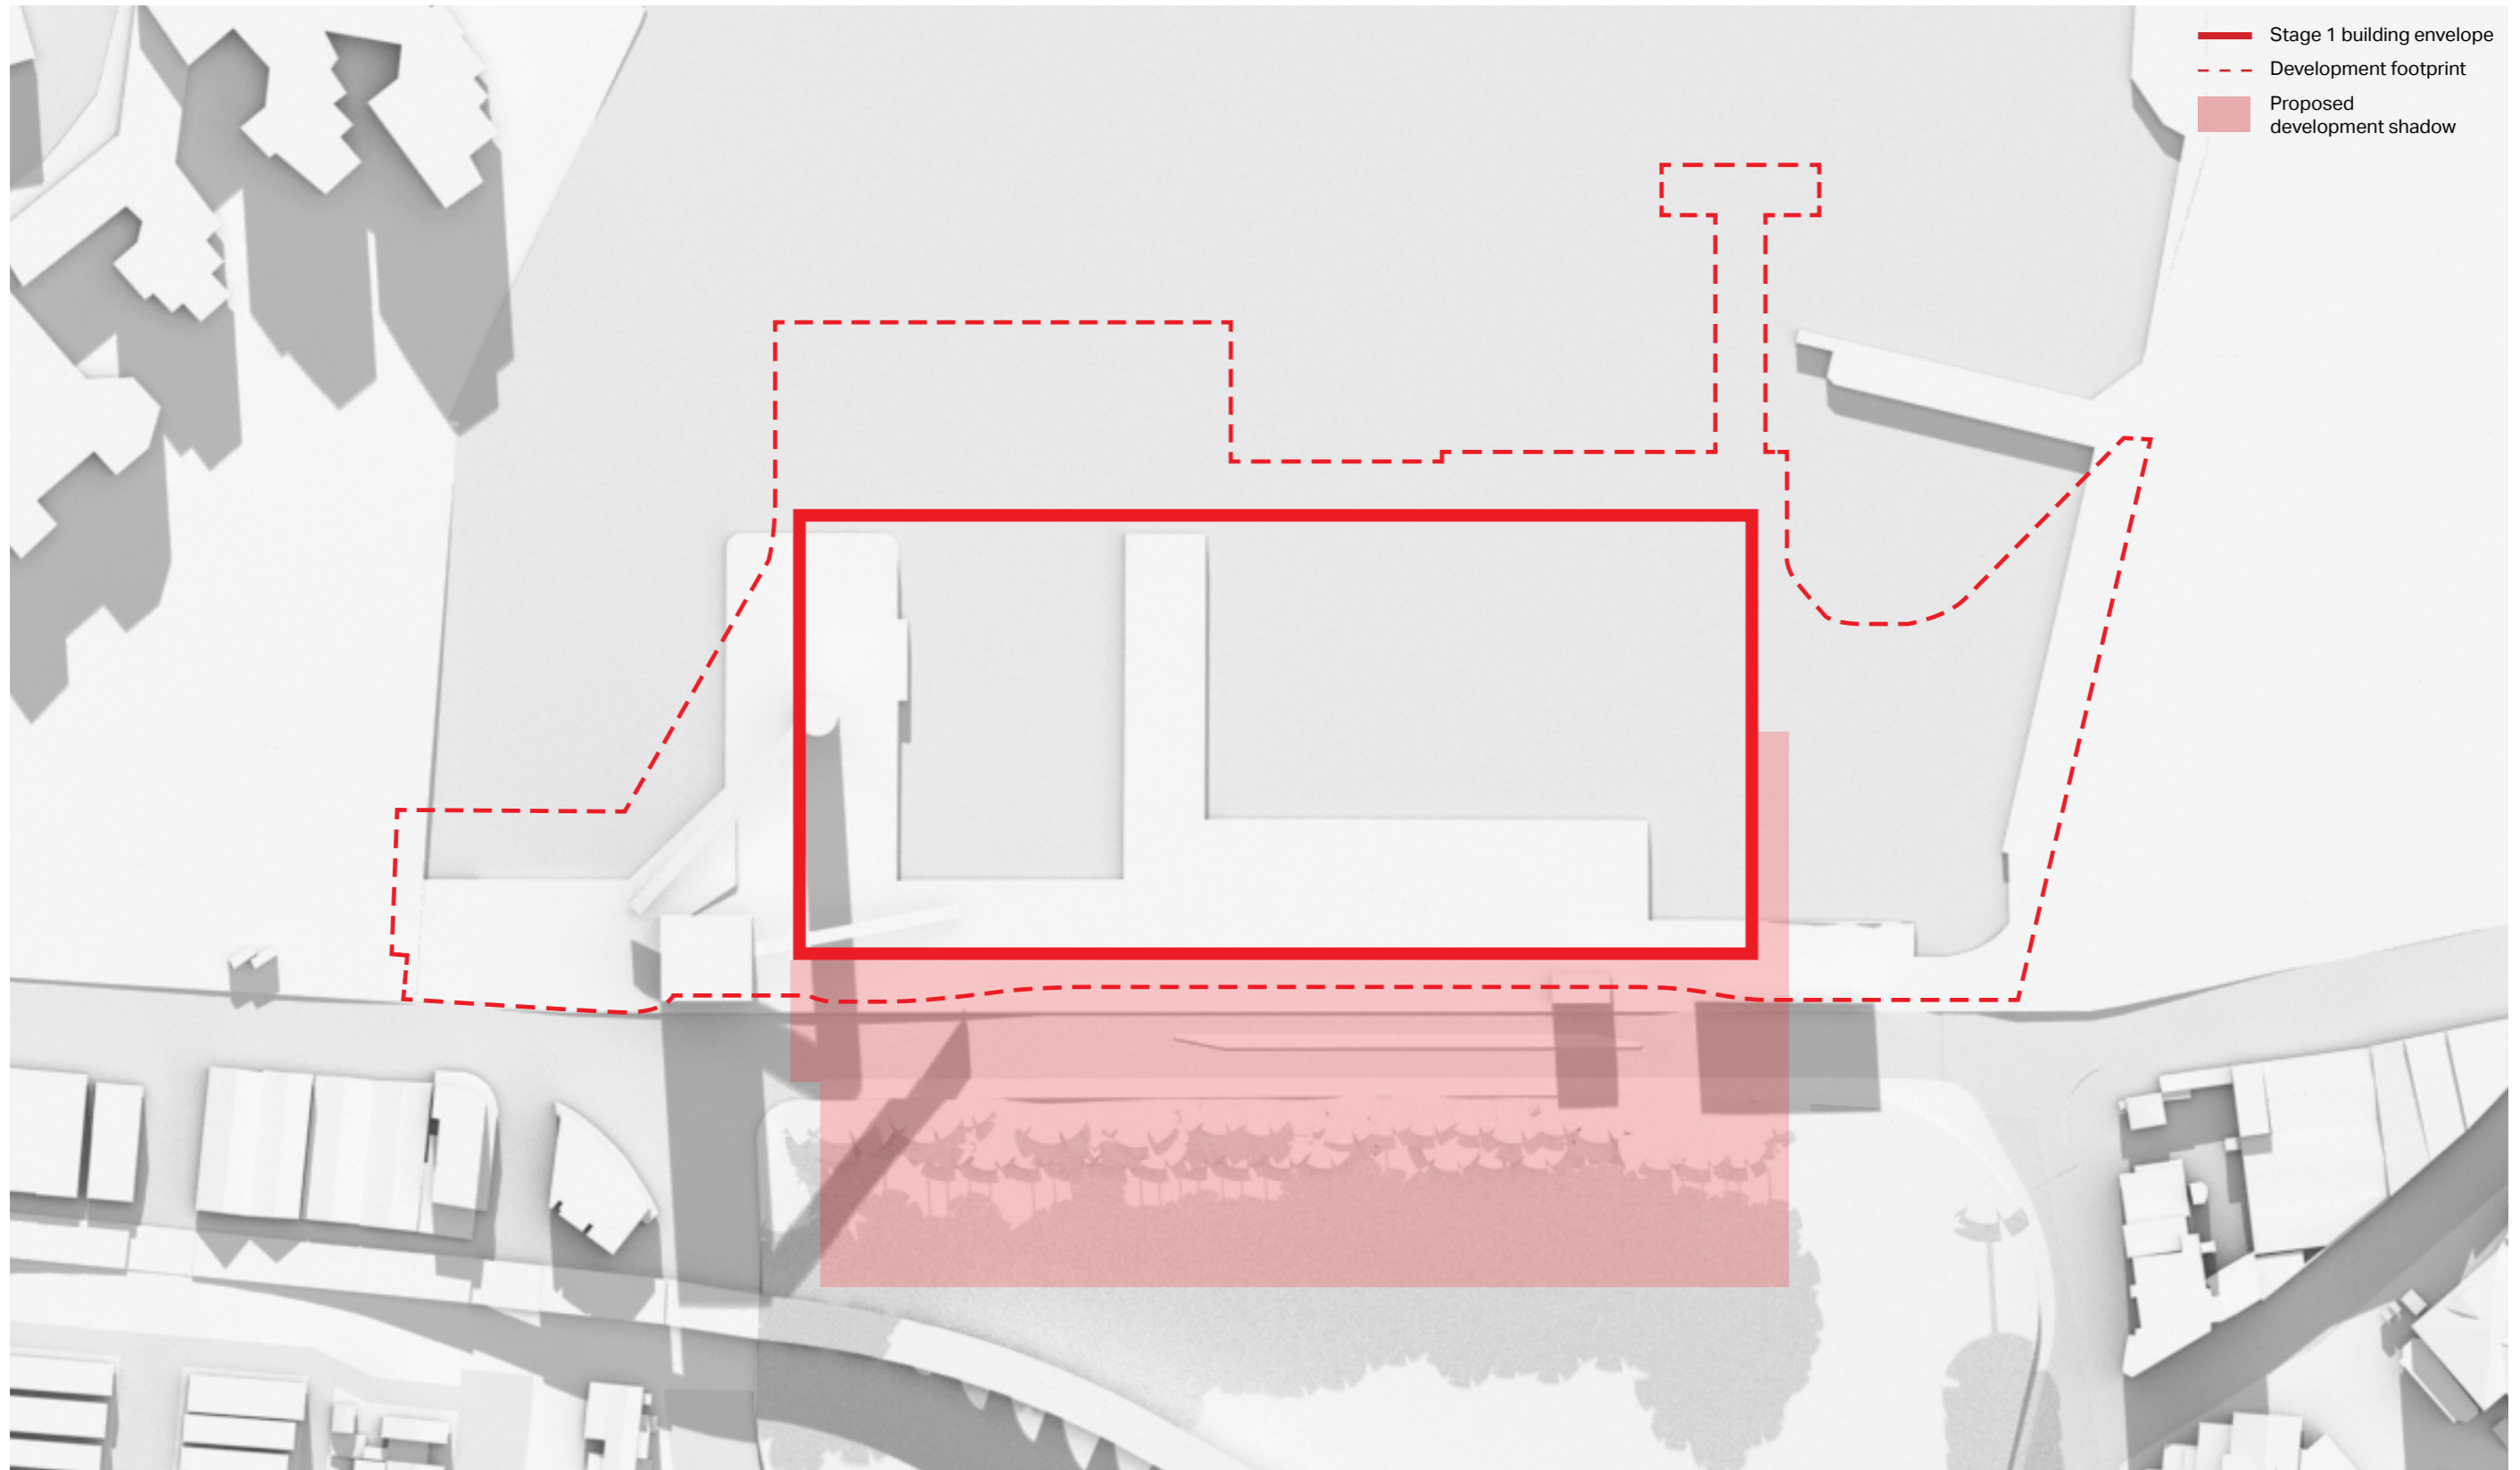 Stage 1 building envelope
Development footprint
Proposed
development shadow